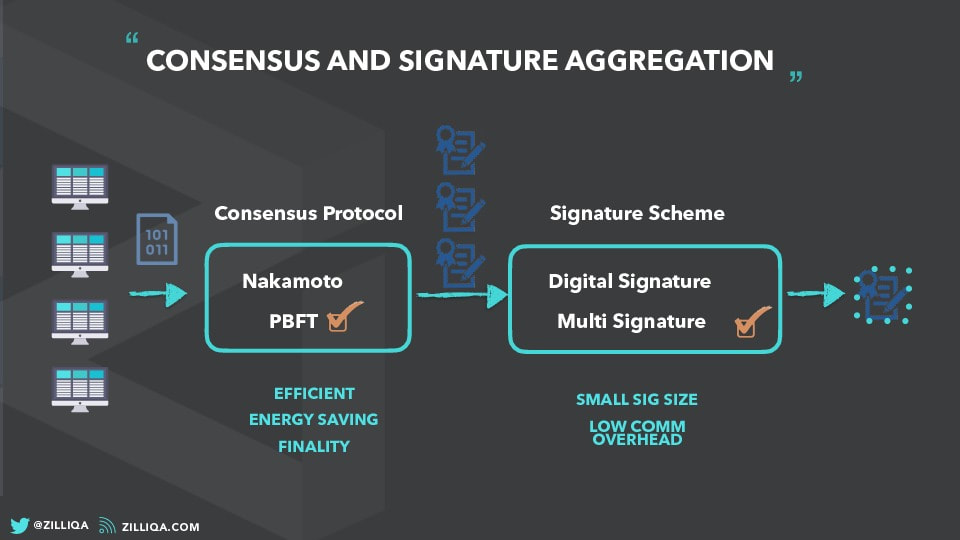 “
CONSENSUS AND SIGNATURE AGGREGATION
”
101
011
Consensus Protocol
Nakamoto
PBFT
EFFICIENT
ENERGY SAVING
FINALITY
Signature Scheme
Digital Signature
Multi Signature
SMALL SIG SIZE
LOW COMM
OVERHEAD
@ZILLIQA
ZILLIQA.COM